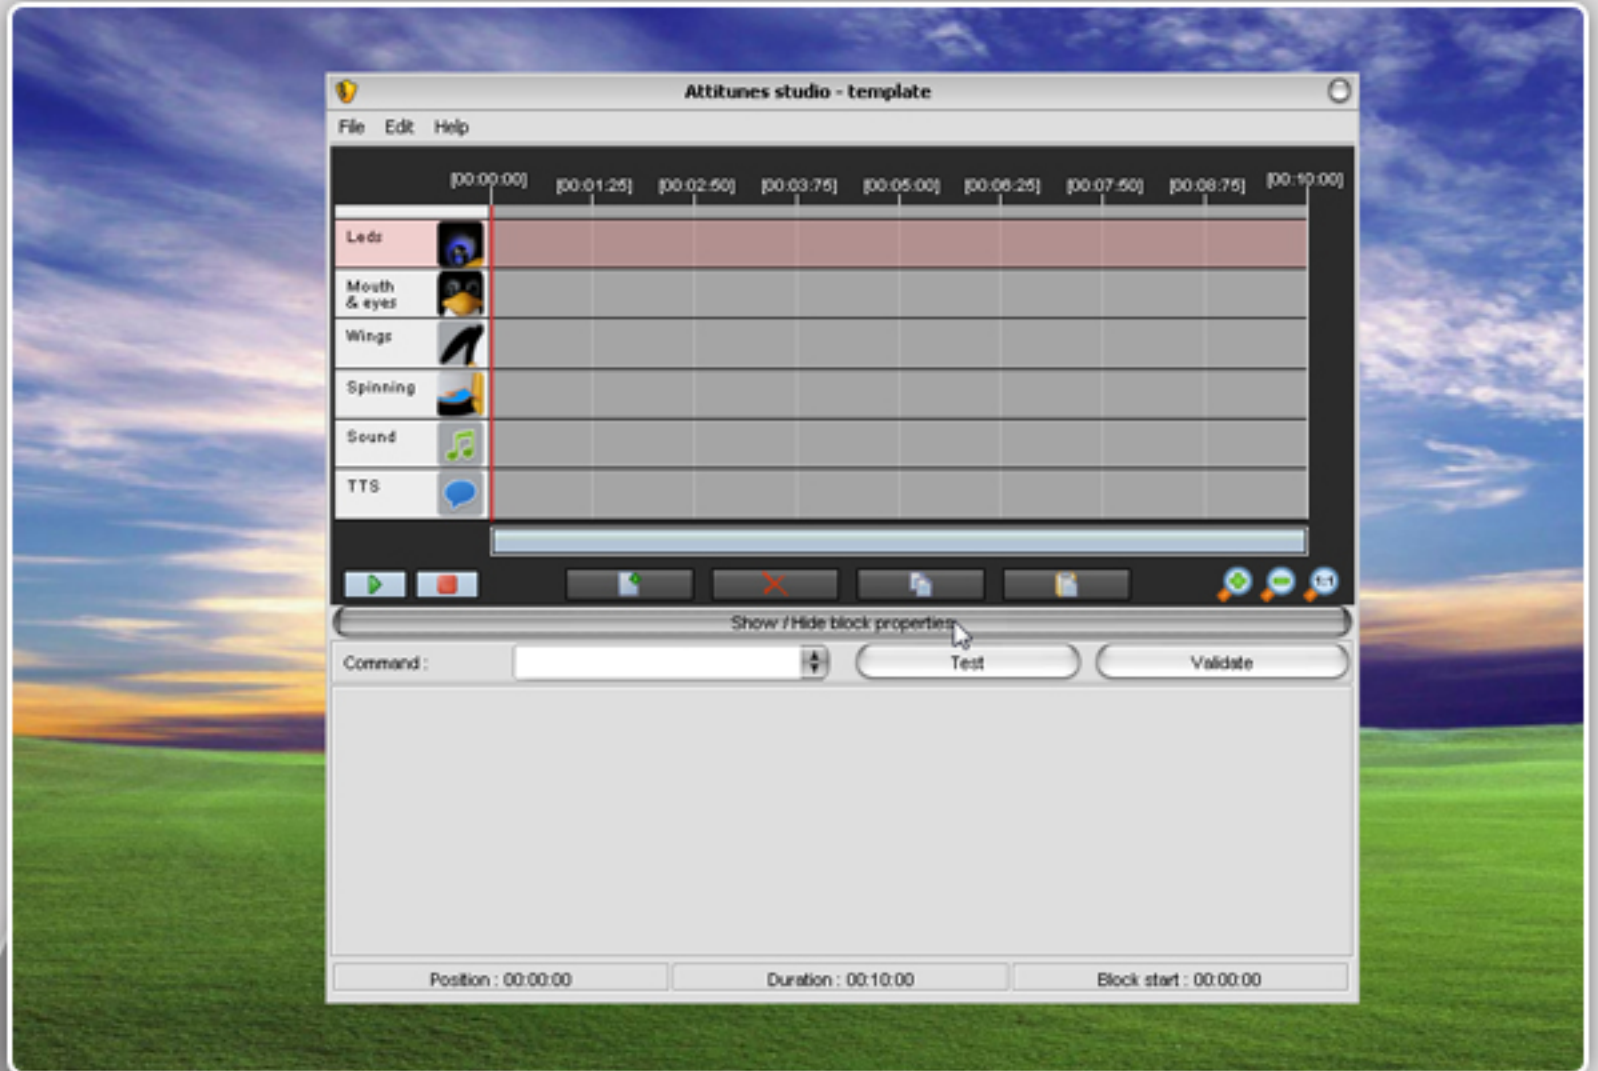 Attitunes studio - template
File Edit Help
[00:00:00] [00:01:25] [00:02:50] [00:03:75] [00:05:00] [00:06:25] [00:07:50] [00:08:75] [00:10:00]
Leds
Mouth
& eyes
Wings
Spinning
Sound
TTS
1:1
Show / Hide block properties
Command : Test Validate
Position : 00:00:00 Duration : 00:10:00 Block start : 00:00:00